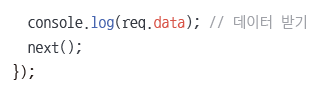 console.log(req.data); // 데이터 받기
next();
});